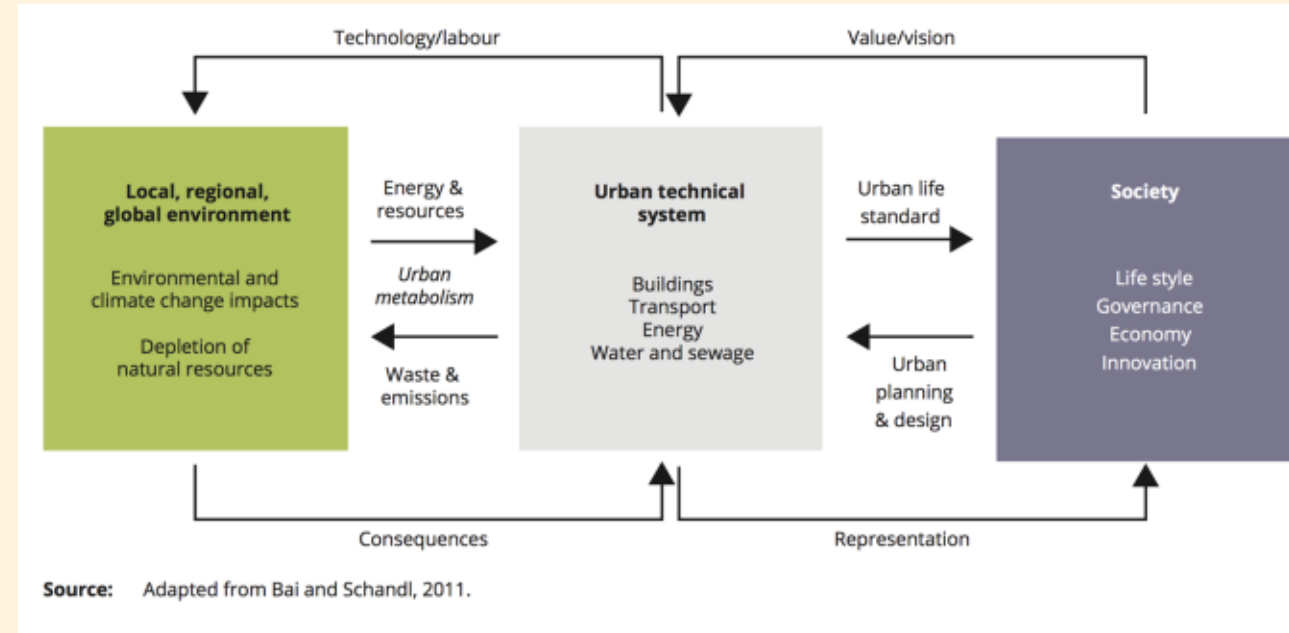 Technology/labour
Value/vision
Local, regional,
global environment
Environmental and
climate change impacts
Depletion of
natural resources
Energy &
resources
Urban
metabolism
Waste &
emissions
Urban technical
system
Buildings
Transport
Energy
Water and sewage
Urban life
standard
Urban
planning
& design
Society
Life style
Governance
Economy
Innovation
Consequences
Representation
Source: Adapted from Bai and Schandl, 2011.